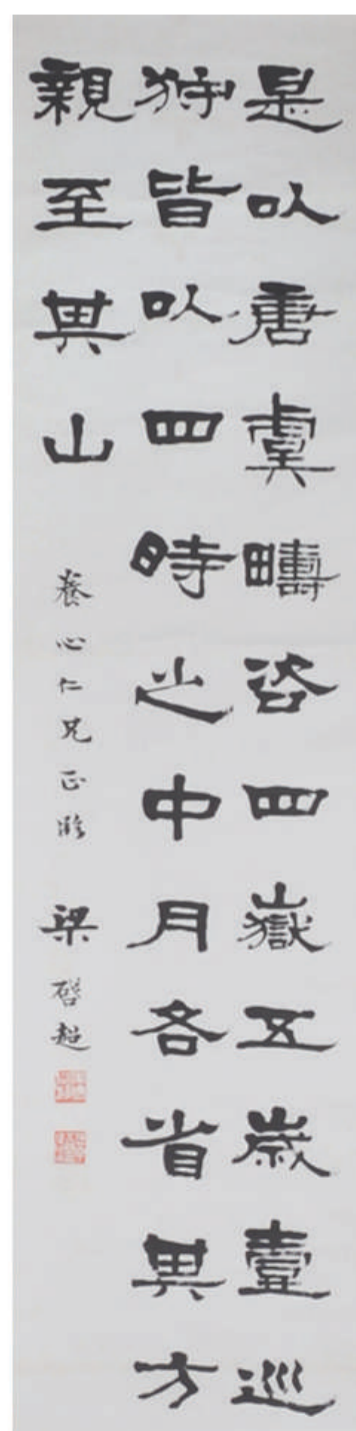 是以唐虞疇咨四嶽五歲壹巡
狩皆以四時之中月各省其方
親至其山
養心仁兄正腕
梁啓超